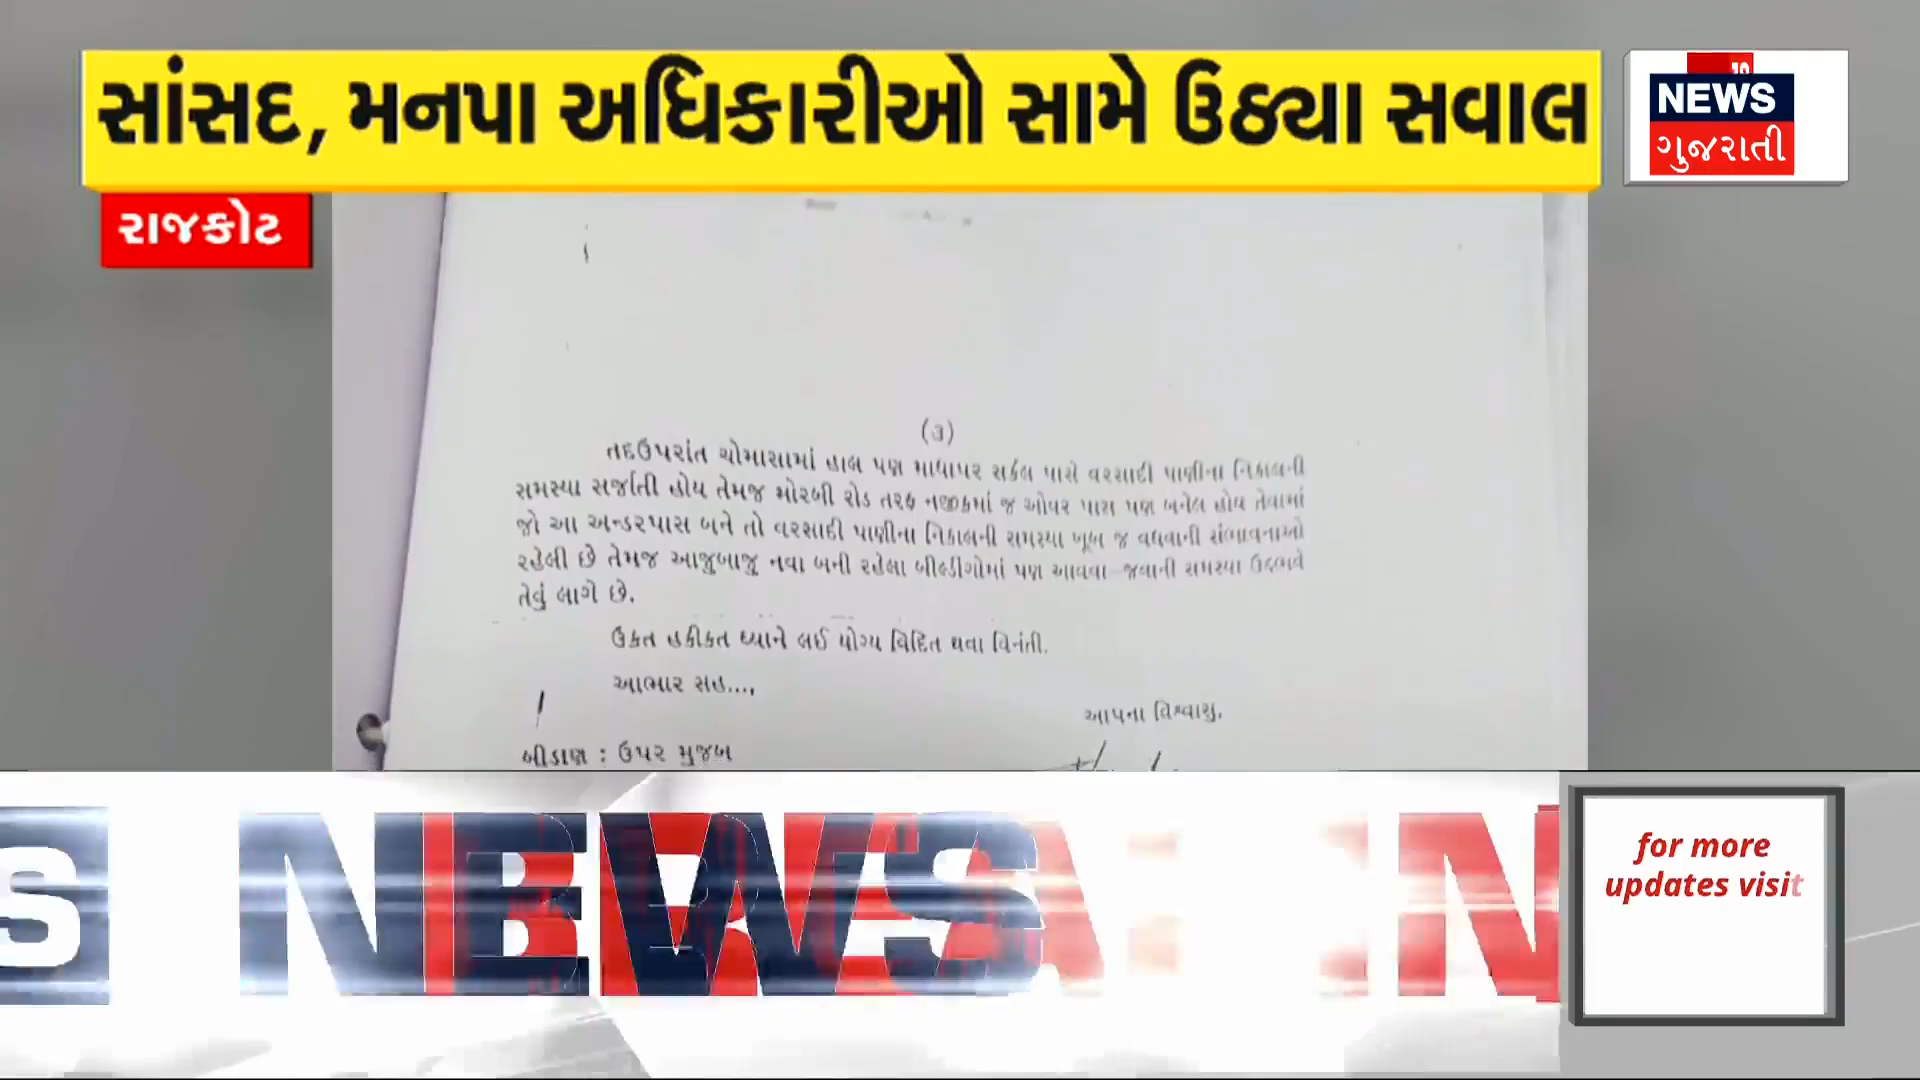 સાંસદ, મનપા અધિકારીઓ સામે ઉઠ્યા સવાલ
18
NEWS
ગુજરાતી
રાજકોટ
(૩)
તદઉપરાંત ચોમાસામાં હાલ પણ માધાપર સર્કલ પાસે વરસાદી પાણીના નિકાલની
સમસ્યા સર્જાતી હોય તેમજ મોરબી રોડ તરફ નજીકમાં જ ઓવર પાસ પણ બનેલ હોય તેવામાં
જો આ અન્ડરપાસ બને તો વરસાદી પાણીના નિકાલની સમસ્યા ખૂબ જ વધવાની સંભાવનાઓ
રહેલી છે તેમજ આજુબાજુ નવા બની રહેલા બીલ્ડીંગોમાં પણ આવવા-જવાની સમસ્યા ઉદભવે
તેવું લાગે છે.
ઉકત હકીકત ધ્યાને લઈ યોગ્ય વિદિત થવા વિનંતી.
આભાર સહ...,
આપના વિશ્વાસુ,
બીડાણ : ઉપર મુજબ
S NEWS N
for more
updates visit